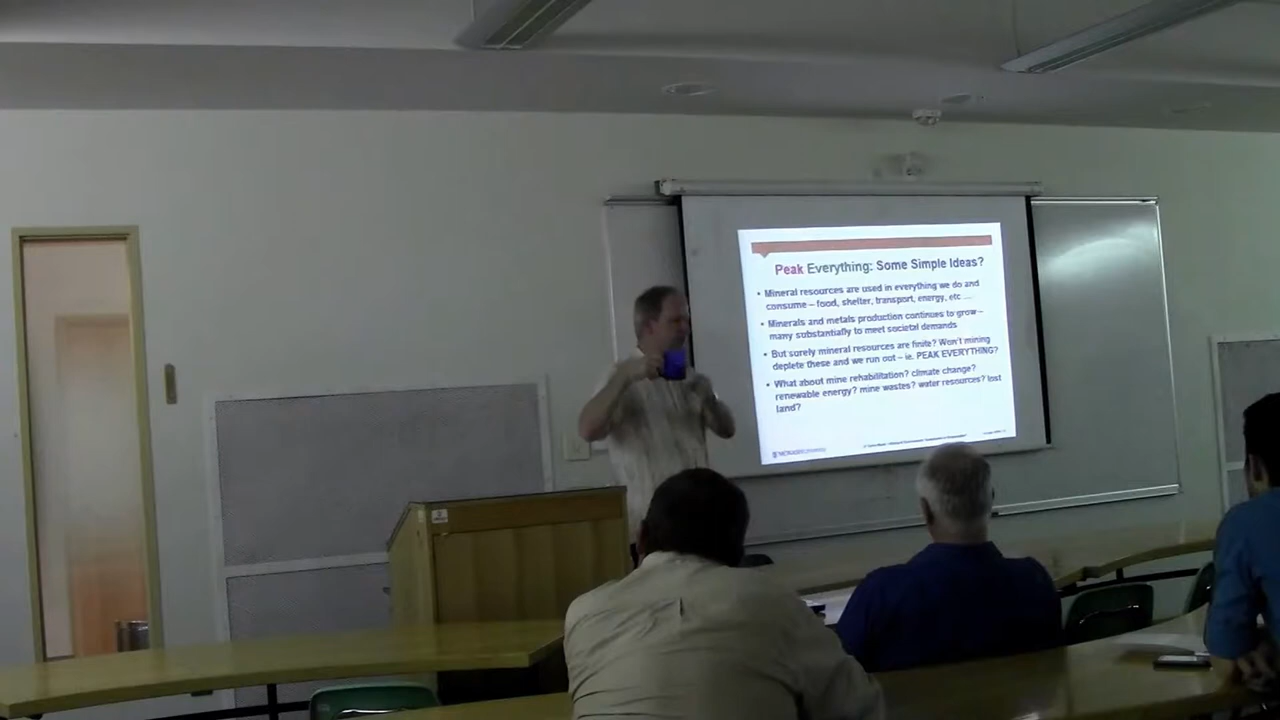 Peak Everything: Some Simple Ideas?
• Mineral resources are used in everything we do and
consume – food, shelter, transport, energy, etc ...
• Minerals and metals production continues to grow –
many substantially to meet societal demands
• But surely mineral resources are finite? Won't mining
deplete these and we run out – ie. PEAK EVERYTHING?
• What about mine rehabilitation? climate change?
renewable energy? mine wastes? water resources? lost
land?